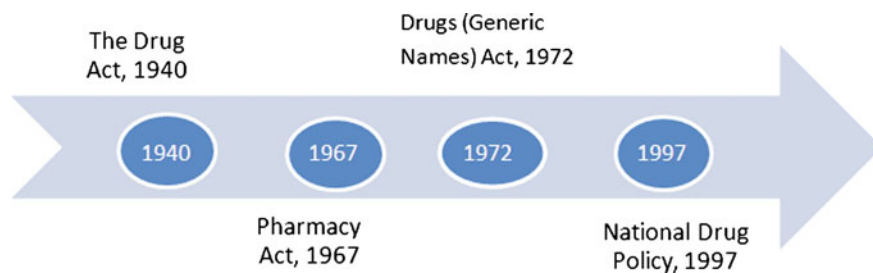 The Drug
Act, 1940
Drugs (Generic
Names) Act, 1972
1940
1967
1972
1997
Pharmacy
Act, 1967
National Drug
Policy, 1997